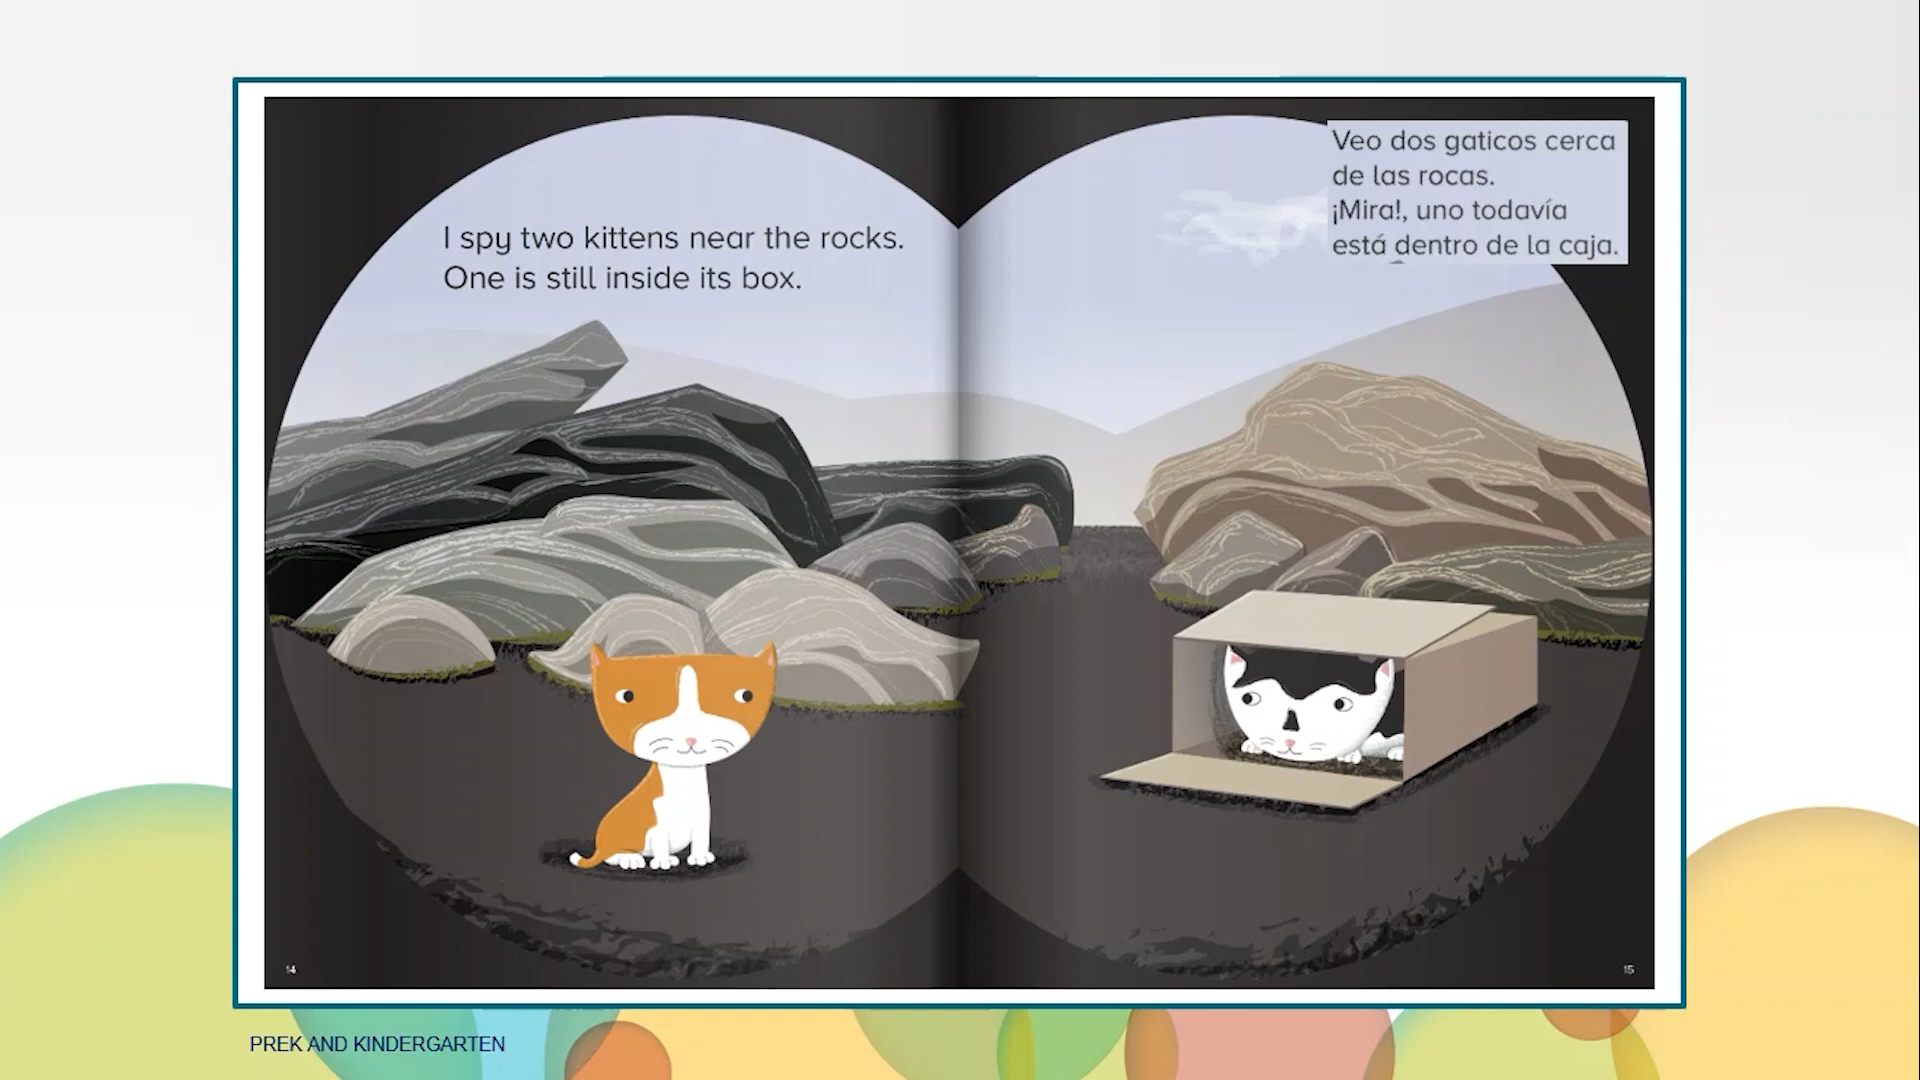 I spy two kittens near the rocks.
One is still inside its box.
Veo dos gaticos cerca
de las rocas.
¡Mira!, uno todavía
está dentro de la caja.
14
15
PREK AND KINDERGARTEN